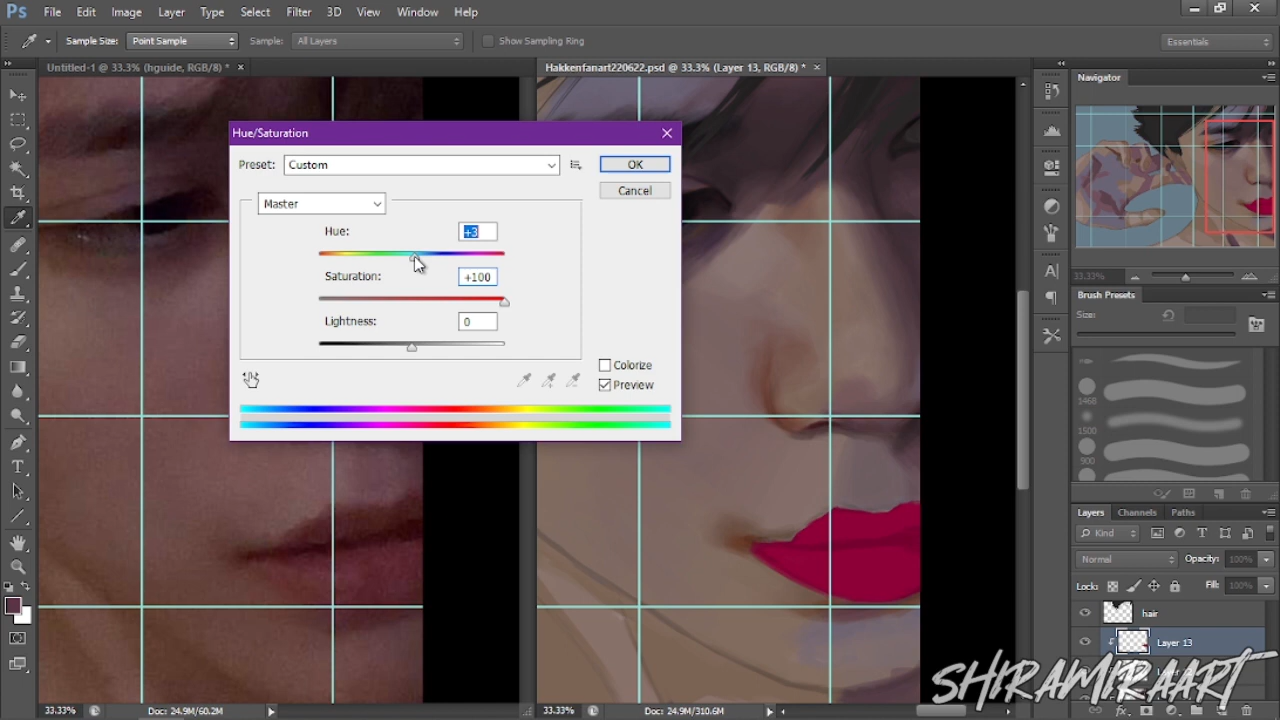 Ps File Edit Image Layer Type Select Filter 3D View Window Help
Sample Size: Point Sample Sample: All Layers Show Sampling Ring Essentials
Untitled-1 @ 33.3% (hguide, RGB/8) * × Hakkenfanart220622.psd @ 33.3% (Layer 13, RGB/8) * ×
Navigator
Hue/Saturation
Preset: Custom OK
Cancel
Master
Hue: +3
Saturation: +100
Lightness: 0
Colorize
Preview
33.33%
Brush Presets
Size:
1468
1500
900
Layers Channels Paths
Kind
Normal Opacity: 100%
Lock: Fill: 100%
hair
Layer 13
SHIRAMIRAART
33.33% Doc: 24.9M/60.2M 33.33% Doc: 24.9M/310.6M